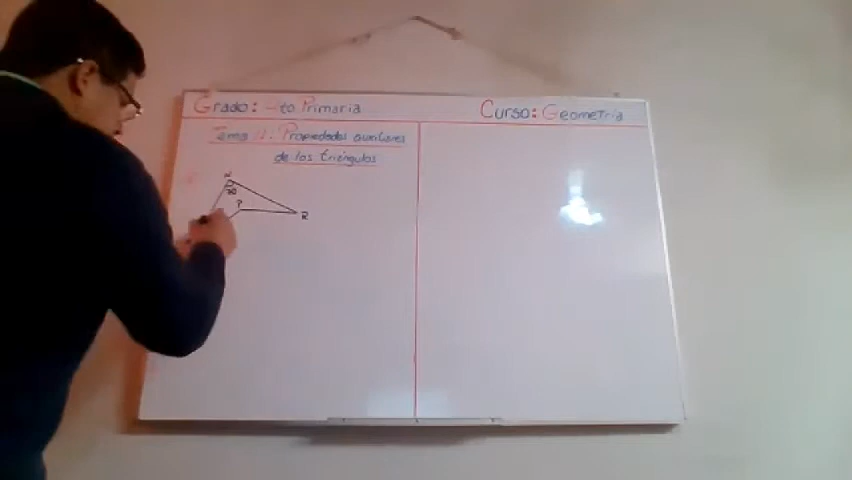 Grado: 4to Primaria
Curso: Geometría
Tema 11: Propiedades auxiliares
de los triángulos
P
R